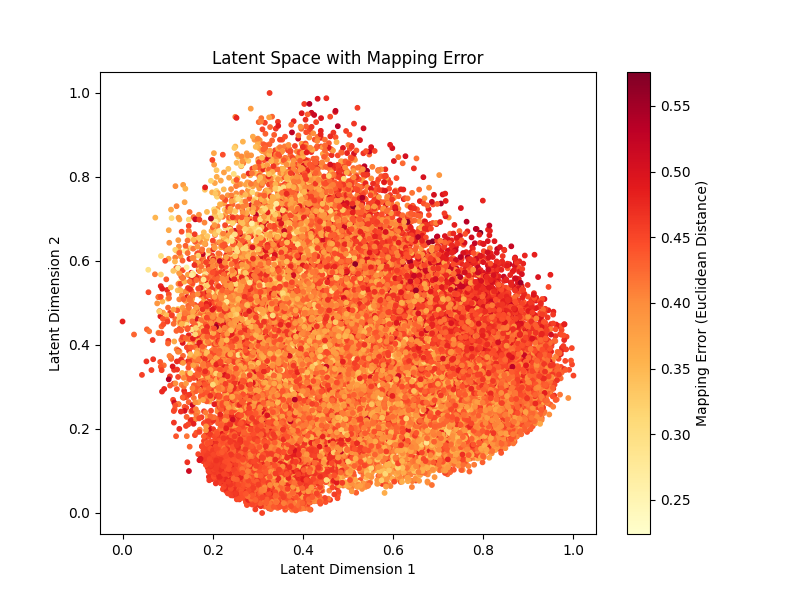 Latent Space with Mapping Error
1.0
0.8
0.6
0.4
0.2
0.0
Latent Dimension 2
0.0 0.2 0.4 0.6 0.8 1.0
Latent Dimension 1
0.55
0.50
0.45
0.40
0.35
0.30
0.25
Mapping Error (Euclidean Distance)